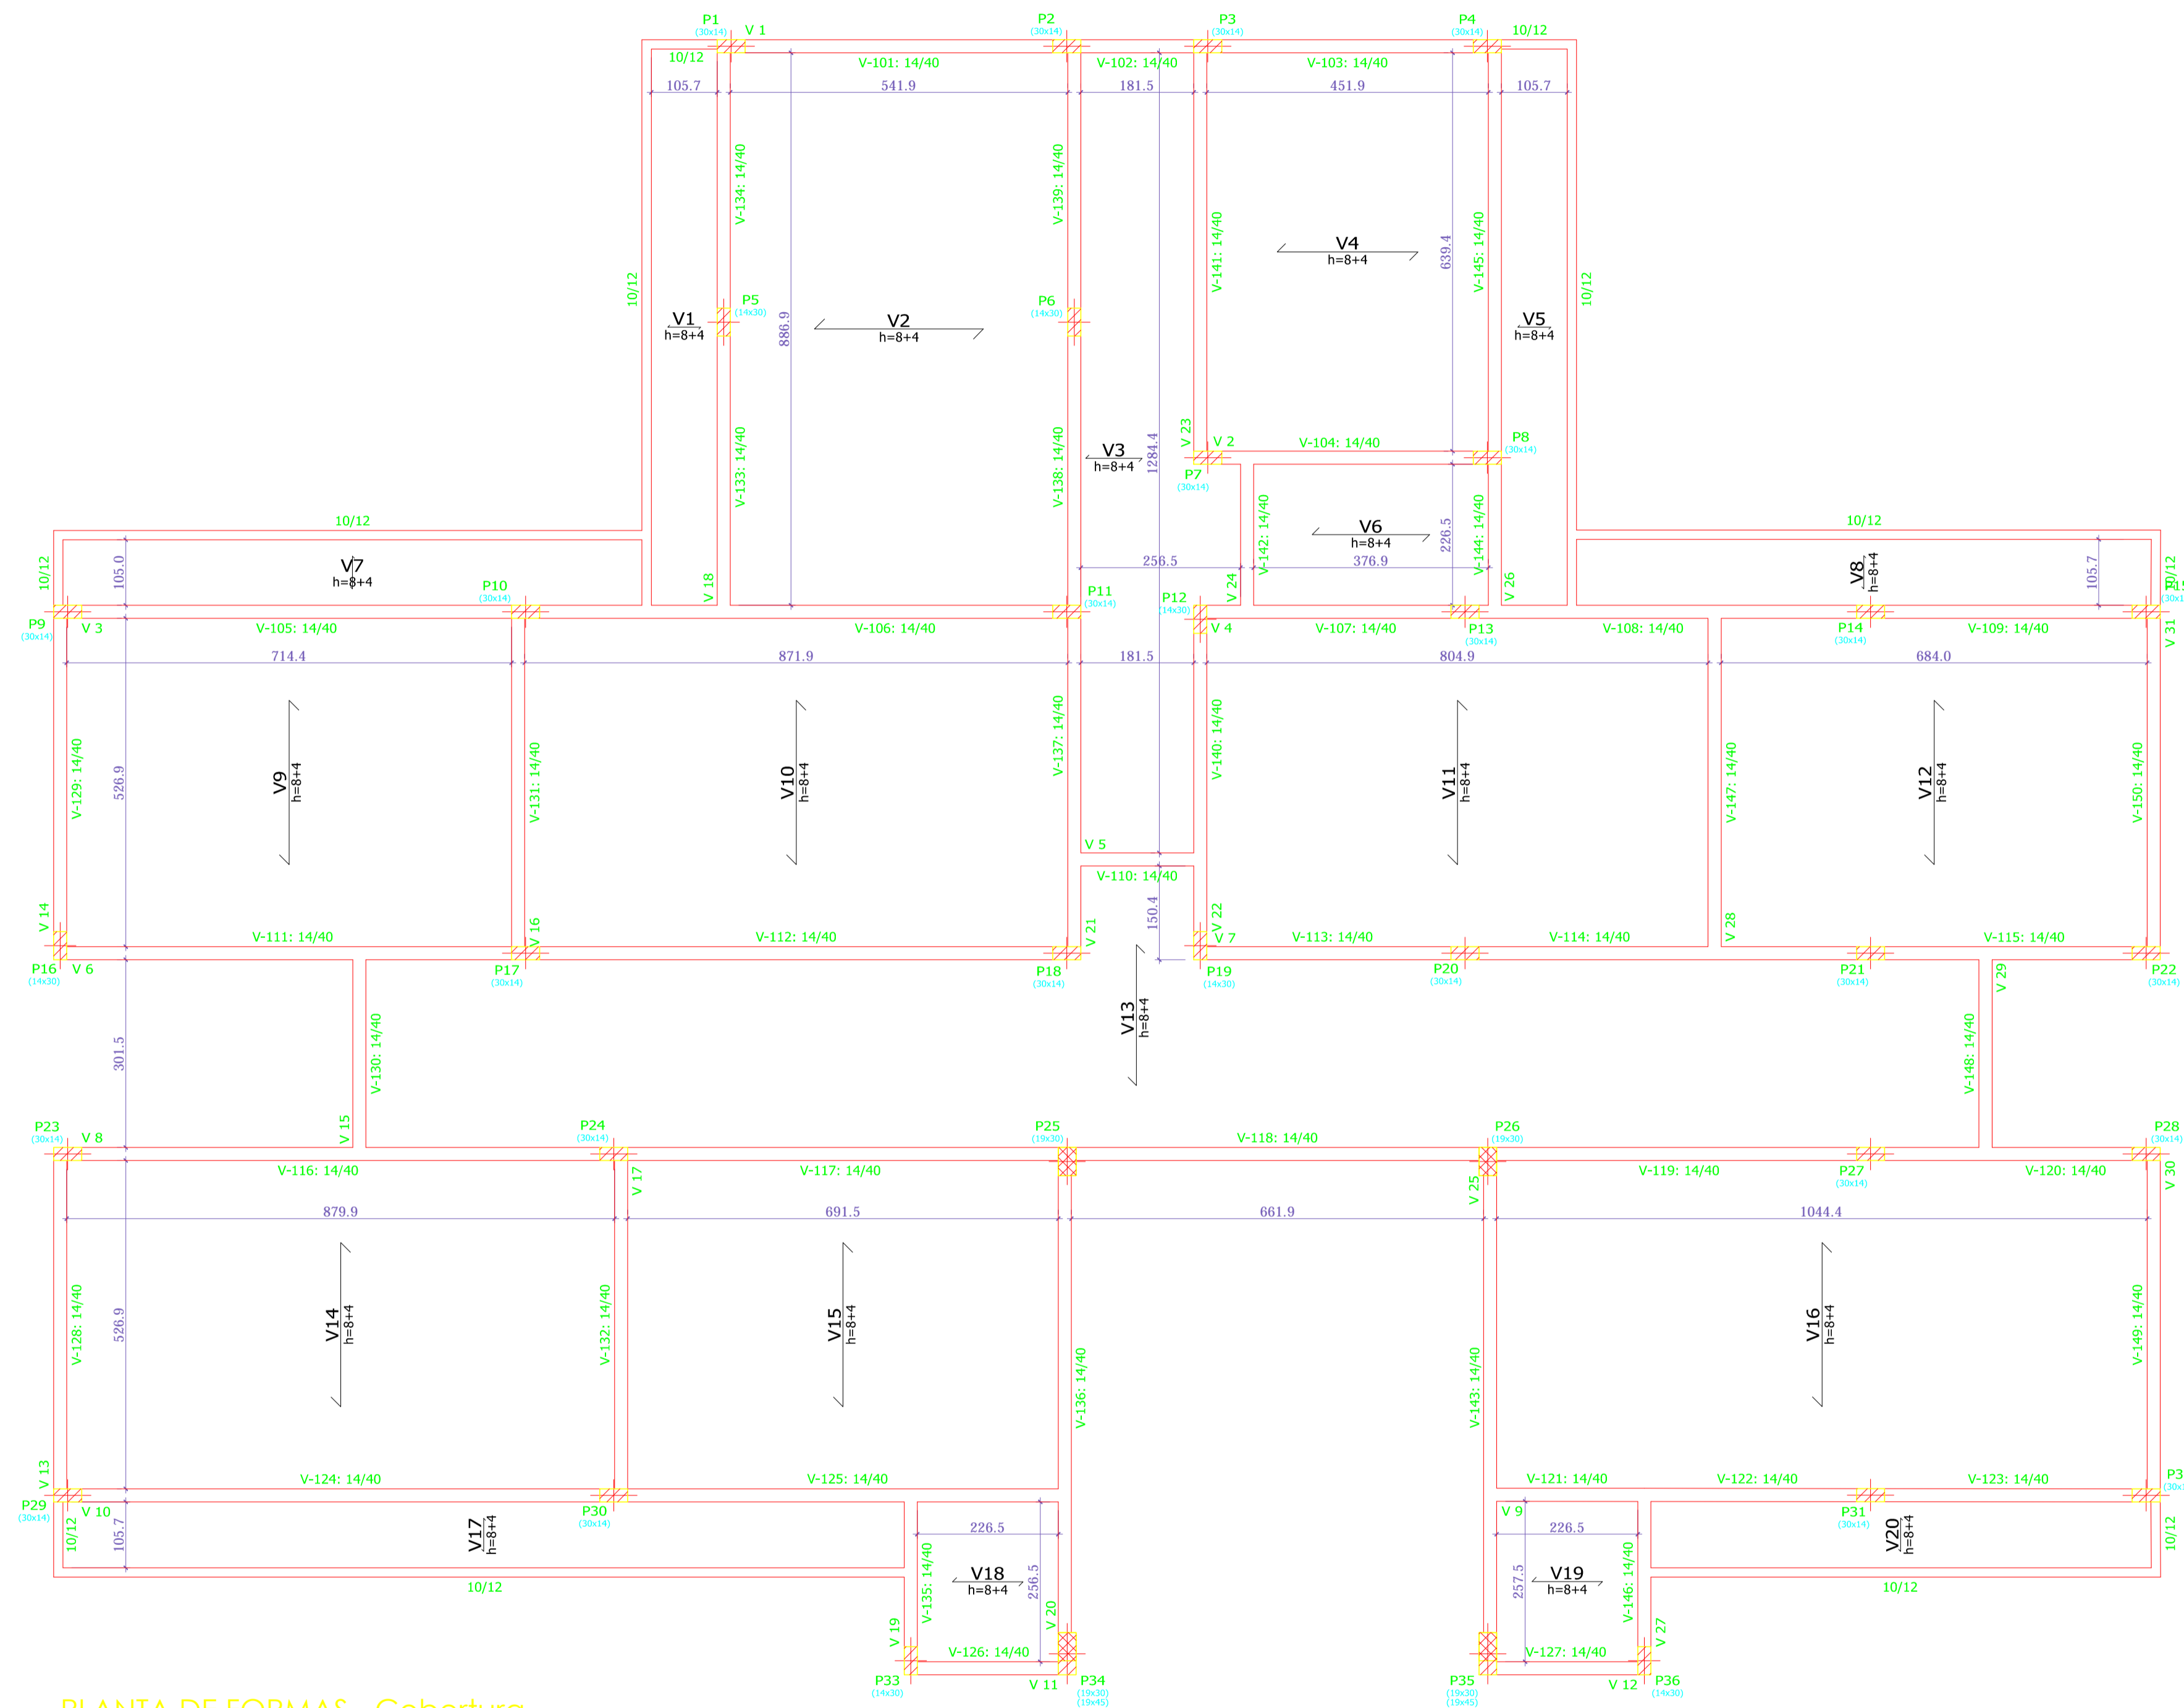 P1
(30x14)
V 1
P2
(30x14)
P3
(30x14)
P4
(30x14)
10/12
10/12
V-101: 14/40
V-102: 14/40
V-103: 14/40
105.7
541.9
181.5
451.9
105.7
V-134: 14/40
V-139: 14/40
V-141: 14/40
V-145: 14/40
639.4
V4
h=8+4
10/12
10/12
P5
(14x30)
P6
(14x30)
V1
h=8+4
886.9
V2
h=8+4
V5
h=8+4
V-133: 14/40
V-138: 14/40
V3
h=8+4
1284.4
V 23
V 2
V-104: 14/40
P8
(30x14)
P7
(30x14)
10/12
V6
h=8+4
226.5
V-142: 14/40
V-144: 14/40
10/12
10/12
105.0
V7
h=8+4
V 18
256.5
376.9
V 24
V 26
V8
h=8+4
105.7
10/12
P10
(30x14)
P11
(30x14)
P12
(14x30)
P9
(30x14)
V 3
V-105: 14/40
V-106: 14/40
V 4
V-107: 14/40
P13
(30x14)
V-108: 14/40
P14
(30x14)
V-109: 14/40
V 31
714.4
871.9
181.5
804.9
684.0
V-129: 14/40
526.9
V9
h=8+4
V-131: 14/40
V10
h=8+4
V-137: 14/40
V-140: 14/40
V11
h=8+4
V-147: 14/40
V12
h=8+4
V-150: 14/40
V 5
V-110: 14/40
150.4
V 14
V-111: 14/40
V 16
V-112: 14/40
V 21
V 22
V 7
V-113: 14/40
V-114: 14/40
V 28
V-115: 14/40
P16
(14x30)
V 6
P17
(30x14)
P18
(30x14)
P19
(14x30)
P20
(30x14)
P21
(30x14)
V 29
P22
(30x14)
301.5
V-130: 14/40
V13
h=8+4
V-148: 14/40
P23
(30x14)
V 8
V 15
P24
(30x14)
P25
(19x30)
V-118: 14/40
P26
(19x30)
P28
(30x14)
V-116: 14/40
V 17
V-117: 14/40
V 25
V-119: 14/40
P27
(30x14)
V-120: 14/40
V 30
879.9
691.5
661.9
1044.4
V-128: 14/40
526.9
V14
h=8+4
V-132: 14/40
V15
h=8+4
V-136: 14/40
V-143: 14/40
V16
h=8+4
V-149: 14/40
V 13
V-124: 14/40
V-125: 14/40
V-121: 14/40
V-122: 14/40
V-123: 14/40
P29
(30x14)
V 10
P30
(30x14)
V 9
P31
(30x14)
10/12
105.7
V17
h=8+4
226.5
226.5
V20
h=8+4
10/12
V-135: 14/40
V18
h=8+4
256.5
257.5
V19
h=8+4
V-146: 14/40
10/12
10/12
V 19
V 20
V 27
V-126: 14/40
V-127: 14/40
P33
(14x30)
V 11
P34
(19x30)
(19x45)
P35
(19x30)
(19x45)
V 12
P36
(14x30)
PLANTA DE FORMAS - Cobertura